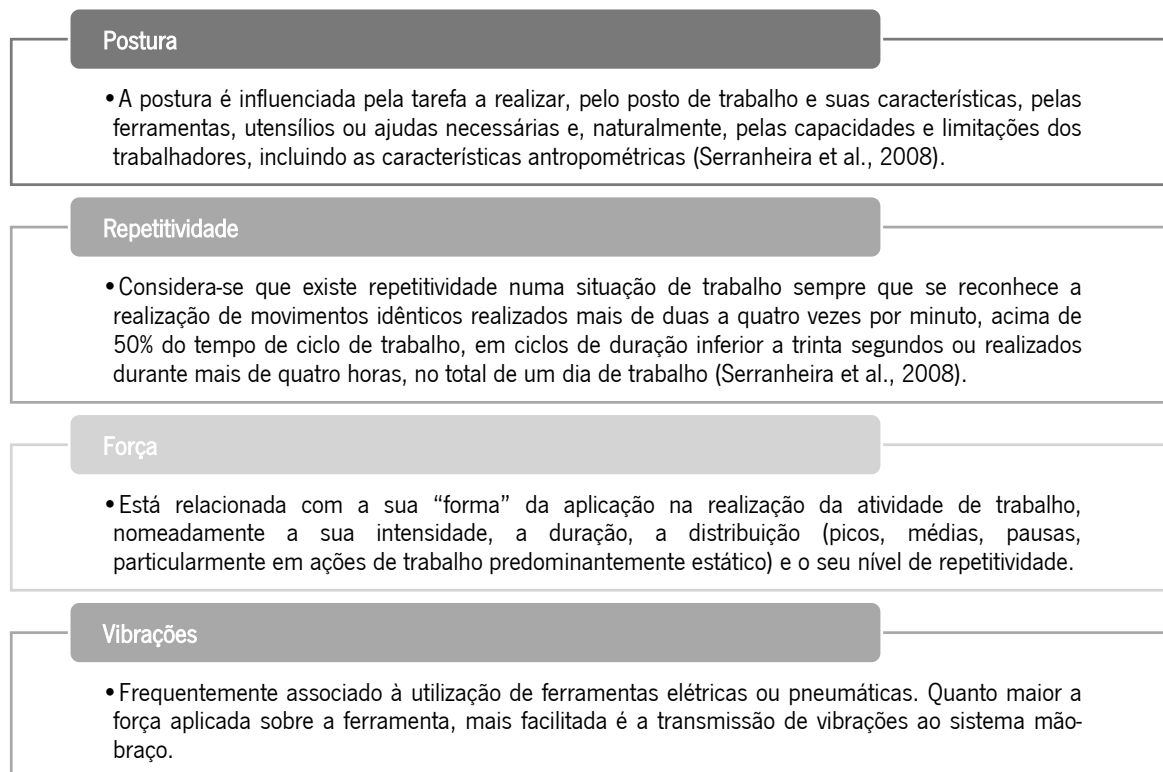 Postura
•A postura é influenciada pela tarefa a realizar, pelo posto de trabalho e suas características, pelas
ferramentas, utensílios ou ajudas necessárias e, naturalmente, pelas capacidades e limitações dos
trabalhadores, incluindo as características antropométricas (Serranheira et al., 2008).
Repetitividade
•Considera-se que existe repetitividade numa situação de trabalho sempre que se reconhece a
realização de movimentos idênticos realizados mais de duas a quatro vezes por minuto, acima de
50% do tempo de ciclo de trabalho, em ciclos de duração inferior a trinta segundos ou realizados
durante mais de quatro horas, no total de um dia de trabalho (Serranheira et al., 2008).
Força
•Está relacionada com a sua “forma” da aplicação na realização da atividade de trabalho,
nomeadamente a sua intensidade, a duração, a distribuição (picos, médias, pausas,
particularmente em ações de trabalho predominantemente estático) e o seu nível de repetitividade.
Vibrações
•Frequentemente associado à utilização de ferramentas elétricas ou pneumáticas. Quanto maior a
força aplicada sobre a ferramenta, mais facilitada é a transmissão de vibrações ao sistema mão-
braço.